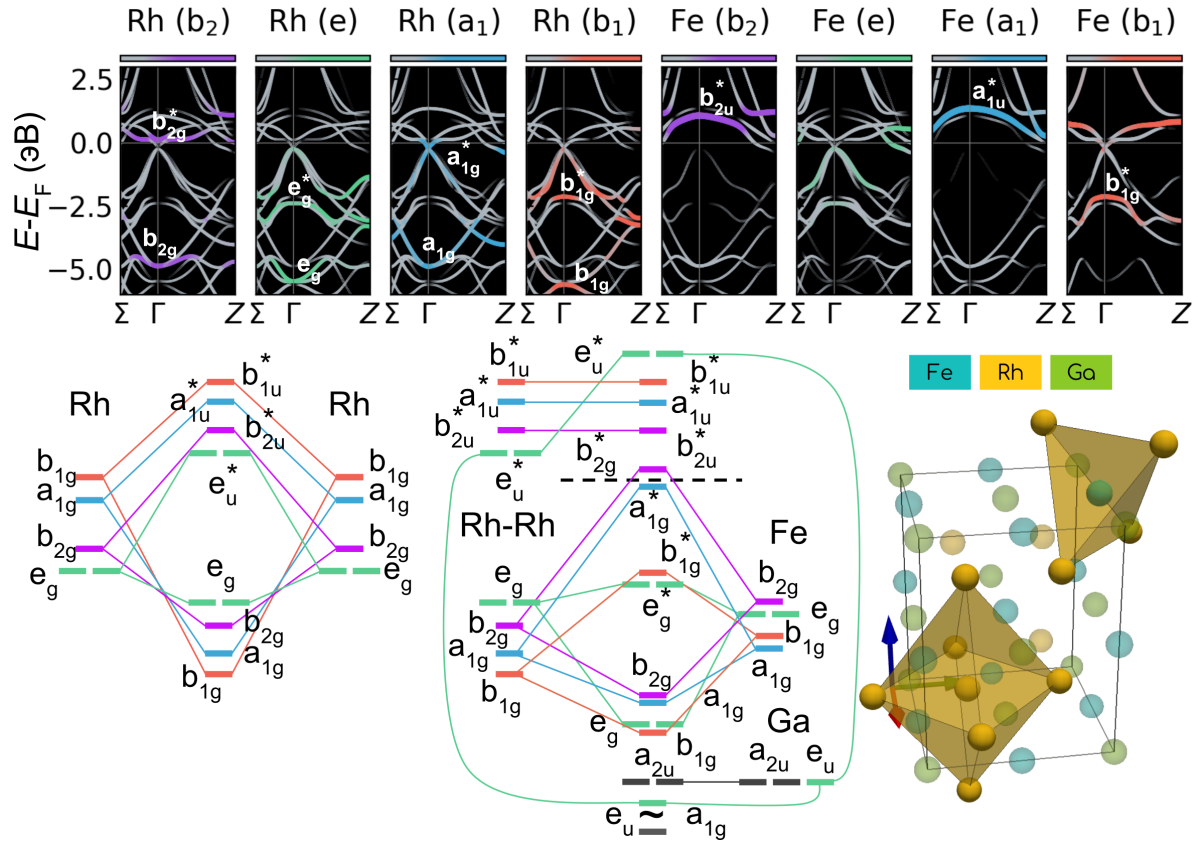 Rh (b₂) Rh (e) Rh (a₁) Rh (b₁) Fe (b₂) Fe (e) Fe (a₁) Fe (b₁)
E-E_F (эВ)
2.5
0.0
−2.5
−5.0
b*₂g
b₂g
e*g
eg
a*₁g
a₁g
b*₁g
b₁g
b*₂u
a*₁u
b*₁g
Σ Γ Z Σ Γ Z Σ Γ Z Σ Γ Z Σ Γ Z Σ Γ Z Σ Γ Z Σ Γ Z
Rh
Rh
b*₁u
a*₁u
b*₂u
e*u
b₁g
a₁g
b₂g
eg
b₁g
a₁g
b₂g
eg
eg
b₂g
a₁g
b₁g
b*₁u
e*u
a*₁u
b*₂u
e*u
b*₁u
a*₁u
b*₂u
b*₂g
a*₁g
Rh-Rh
Fe
b*₁g
e*g
eg
b₂g
a₁g
b₁g
b₂g
eg
b₁g
a₁g
b₂g
a₁g
eg
b₁g
Ga
a₂u
a₂u
eu
eu
~
a₁g
Fe Rh Ga